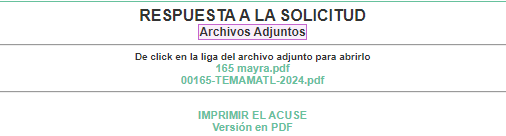 RESPUESTA A LA SOLICITUD
Archivos Adjuntos
De click en la liga del archivo adjunto para abrirlo
165 mayra.pdf
00165-TEMAMATL-2024.pdf
IMPRIMIR EL ACUSE
Versión en PDF